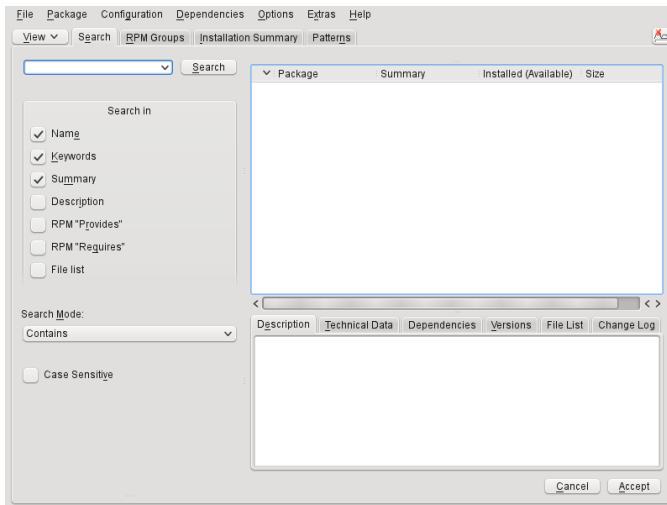 File Package Configuration Dependencies Options Extras Help
View Search RPM Groups Installation Summary Patterns
Search
Search in
Name
Keywords
Summary
Description
RPM "Provides"
RPM "Requires"
File list
Search Mode:
Contains
Case Sensitive
Package Summary Installed (Available) Size
Description Technical Data Dependencies Versions File List Change Log
Cancel Accept